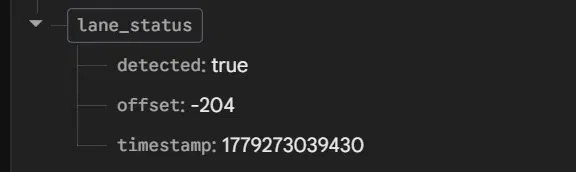 lane_status
detected: true
offset: -204
timestamp: 1779273039430